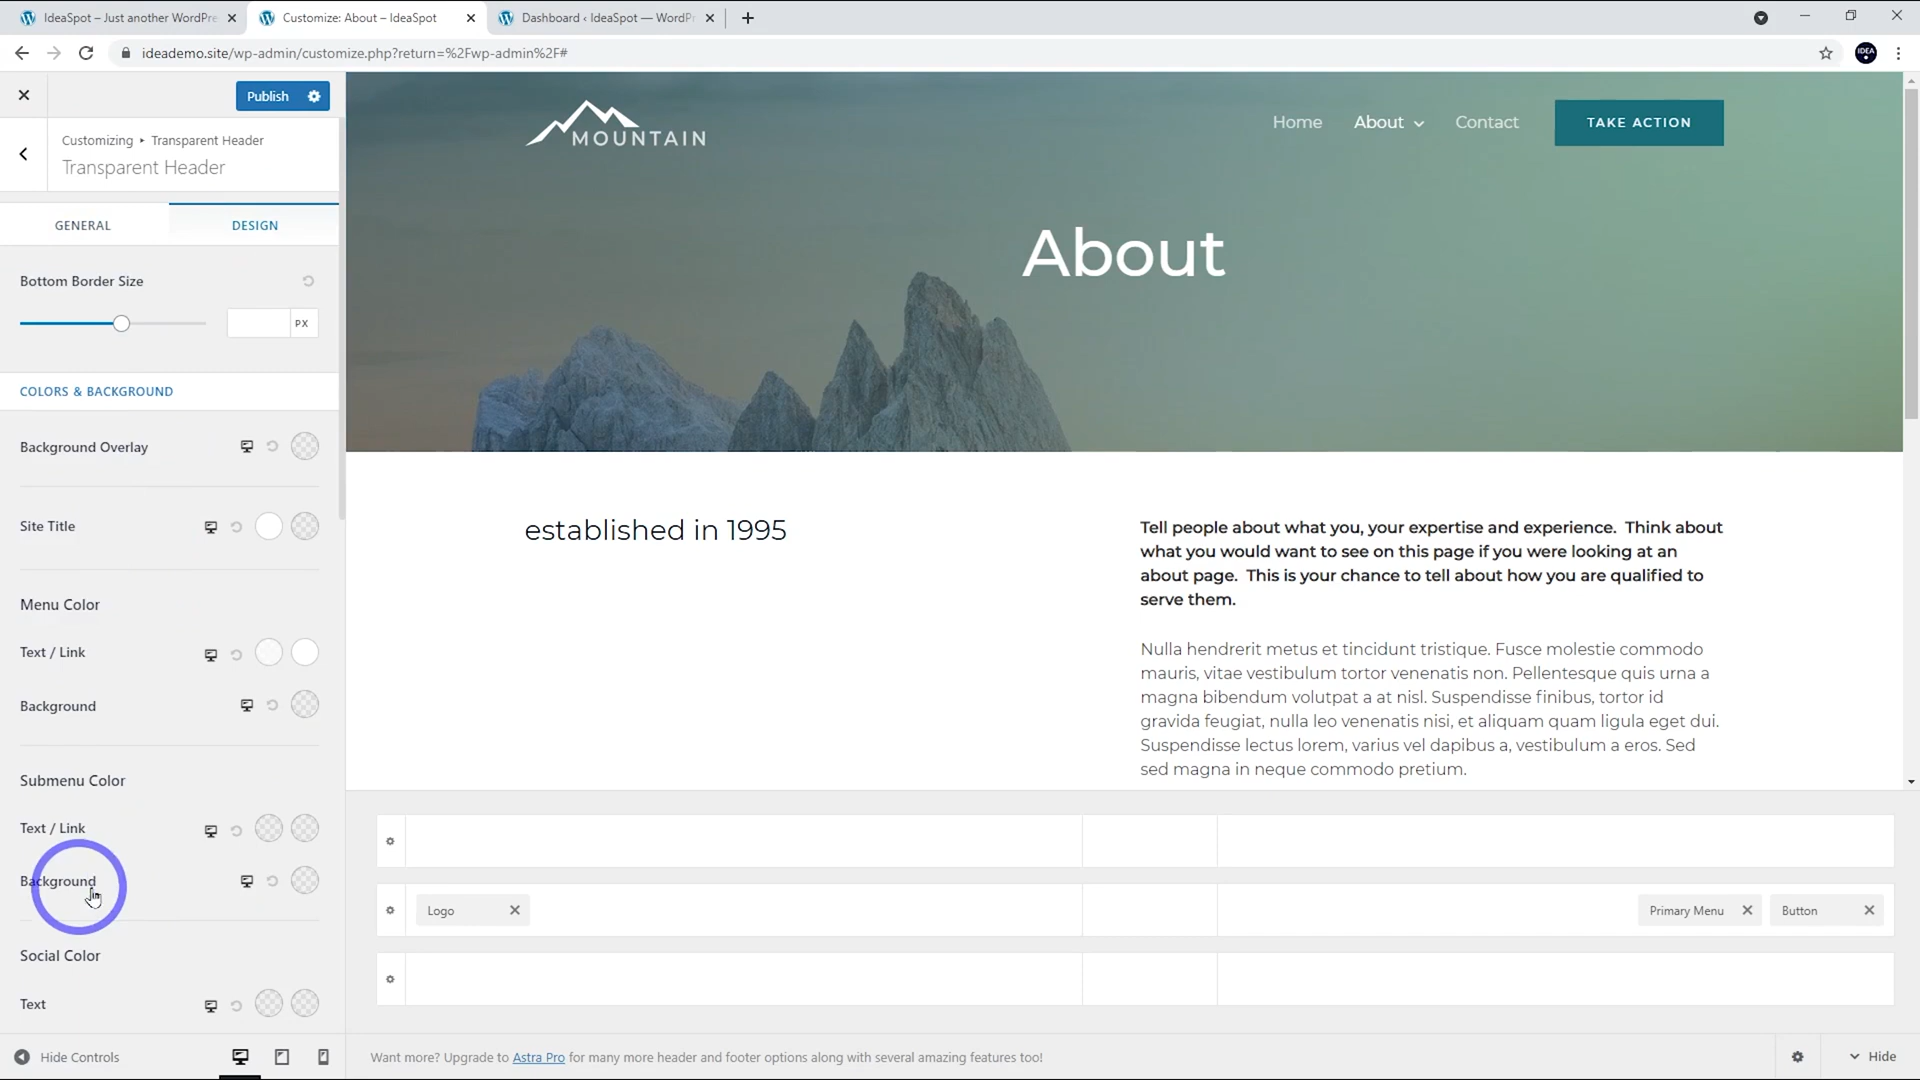 IdeaSpot – Just another WordPre
Customize: About – IdeaSpot
Dashboard ‹ IdeaSpot — WordPr
ideademo.site/wp-admin/customize.php?return=%2Fwp-admin%2F#
IDEA
Publish
Customizing ▸ Transparent Header
Transparent Header
GENERAL
DESIGN
Bottom Border Size
PX
COLORS & BACKGROUND
Background Overlay
Site Title
Menu Color
Text / Link
Background
Submenu Color
Text / Link
Background
Social Color
Text
Hide Controls
MOUNTAIN
Home
About
Contact
TAKE ACTION
About
established in 1995
Tell people about what you, your expertise and experience. Think about
what you would want to see on this page if you were looking at an
about page. This is your chance to tell about how you are qualified to
serve them.
Nulla hendrerit metus et tincidunt tristique. Fusce molestie commodo
mauris, vitae vestibulum tortor venenatis non. Pellentesque quis urna a
magna bibendum volutpat a at nisl. Suspendisse finibus, tortor id
gravida feugiat, nulla leo venenatis nisi, et aliquam quam ligula eget dui.
Suspendisse lectus lorem, varius vel dapibus a, vestibulum a eros. Sed
sed magna in neque commodo pretium.
Logo
Primary Menu
Button
Want more? Upgrade to Astra Pro for many more header and footer options along with several amazing features too!
Hide